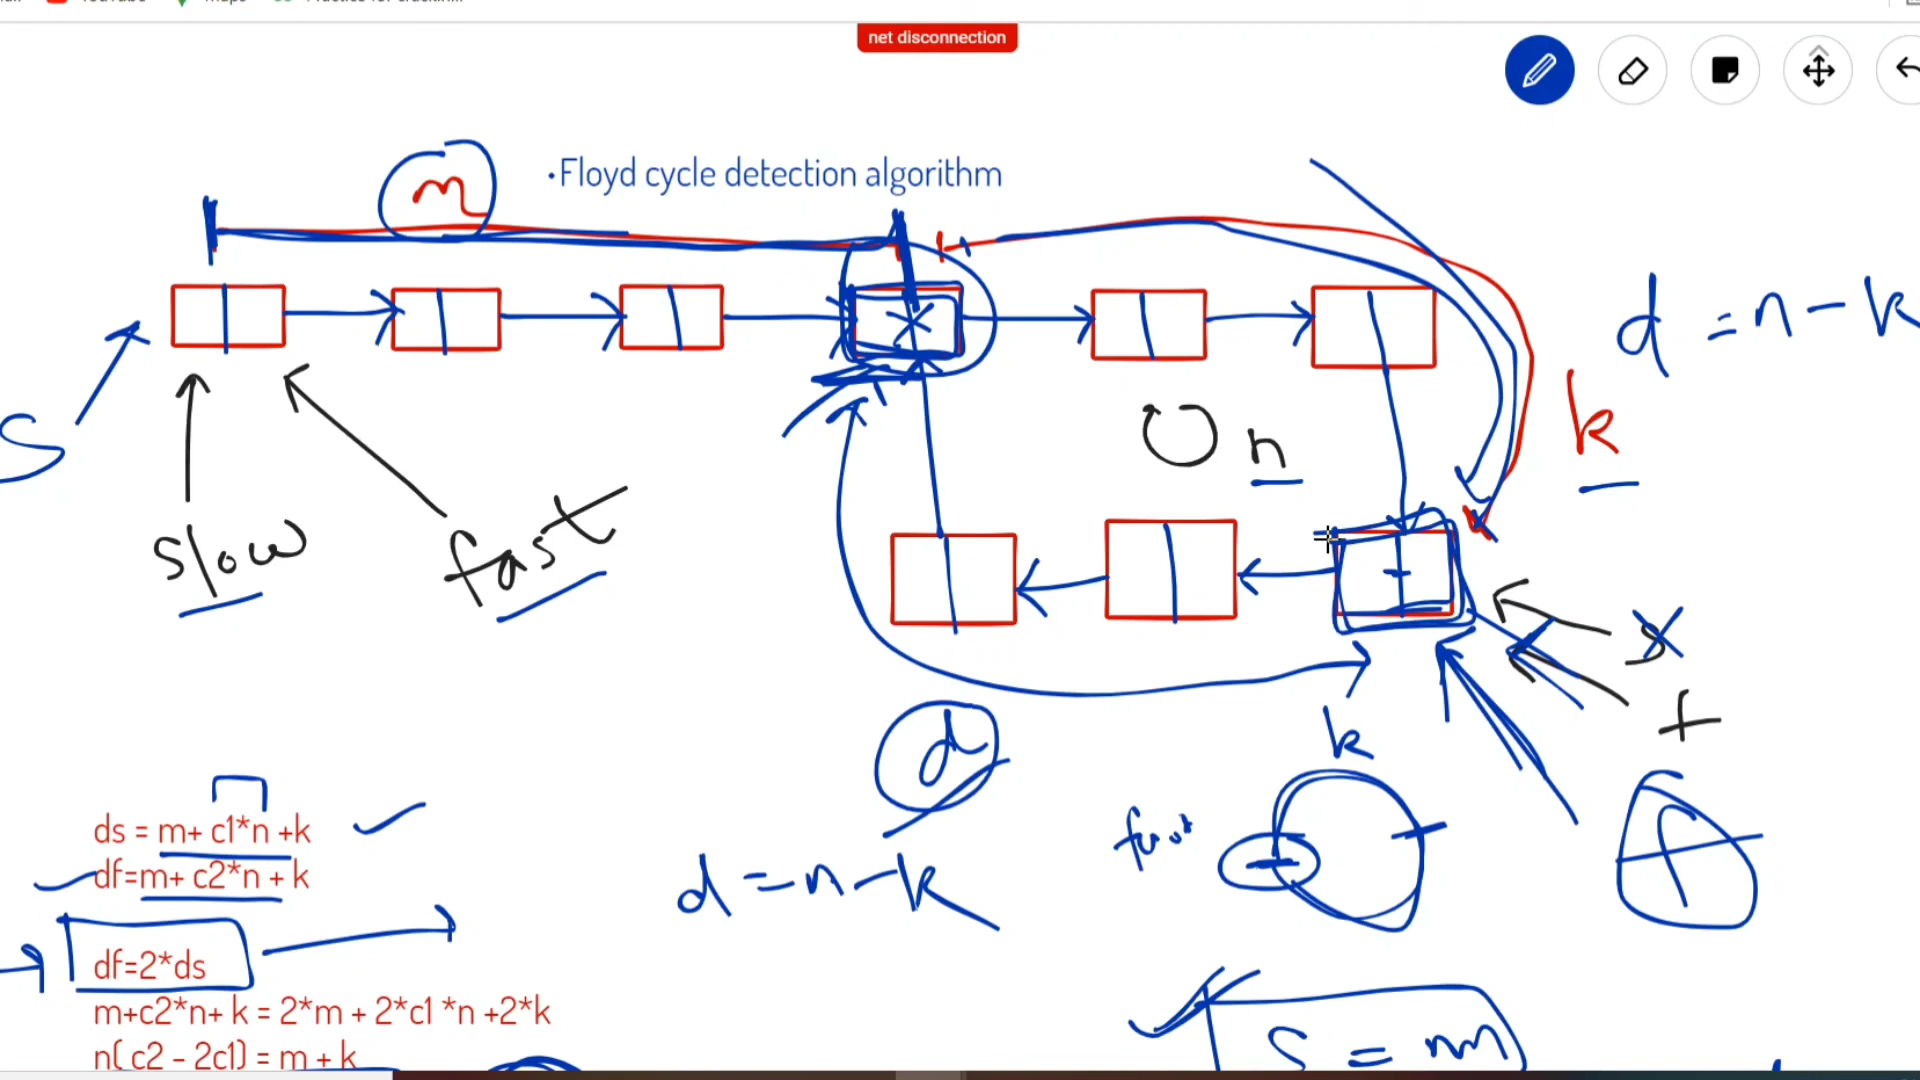 net disconnection
m
•Floyd cycle detection algorithm
d = n - k
k
n
S
slow
fast
s
f
d
k
fast
d = n - k
ds = m+ c1*n +k
df=m+ c2*n + k
df=2*ds
m+c2*n+ k = 2*m + 2*c1 *n +2*k
n( c2 - 2c1) = m + k